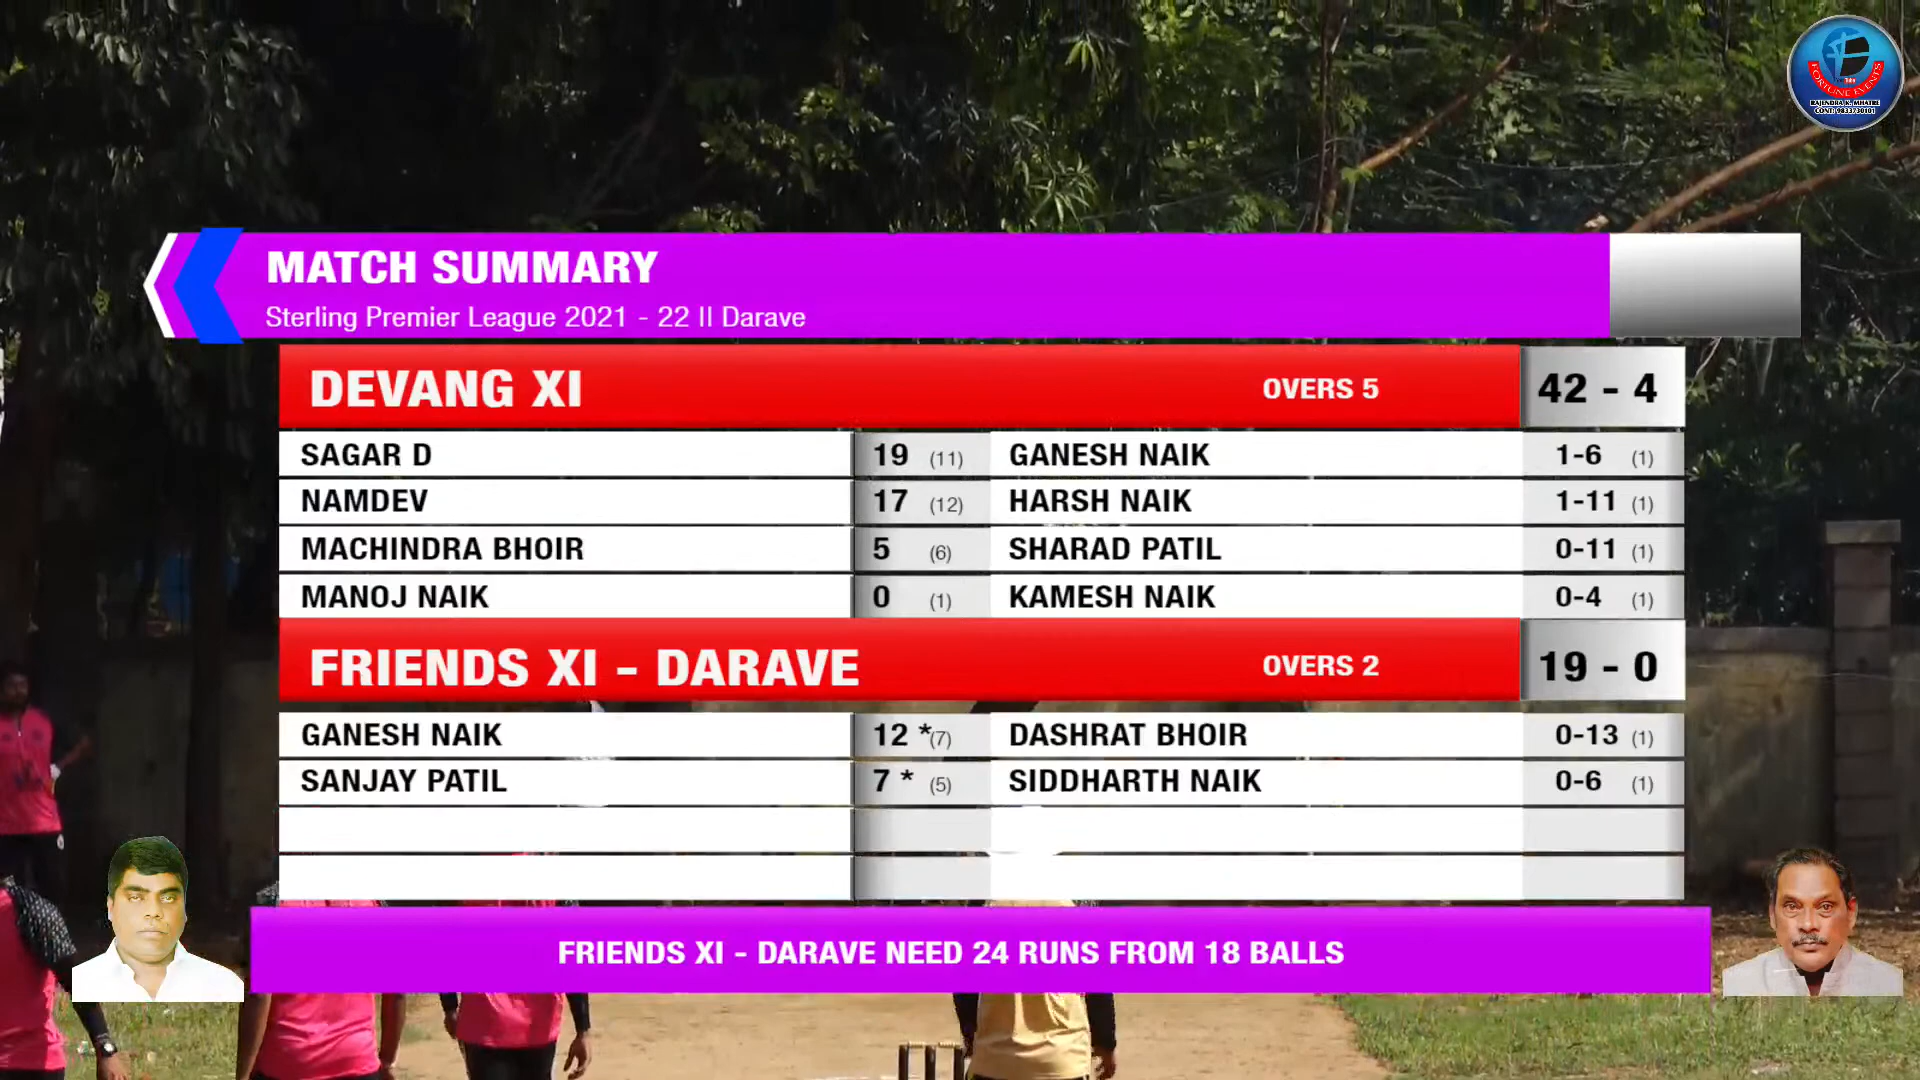 FORTUNE EVENTS
RAJENDRA K. MHATRE
MATCH SUMMARY
Sterling Premier League 2021 - 22 II Darave
DEVANG XI OVERS 5 42 - 4
SAGAR D 19 (11) GANESH NAIK 1-6 (1)
NAMDEV 17 (12) HARSH NAIK 1-11 (1)
MACHINDRA BHOIR 5 (6) SHARAD PATIL 0-11 (1)
MANOJ NAIK 0 (1) KAMESH NAIK 0-4 (1)
FRIENDS XI - DARAVE OVERS 2 19 - 0
GANESH NAIK 12 *(7) DASHRAT BHOIR 0-13 (1)
SANJAY PATIL 7 * (5) SIDDHARTH NAIK 0-6 (1)
FRIENDS XI - DARAVE NEED 24 RUNS FROM 18 BALLS